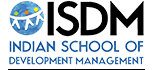 ISDM
INDIAN SCHOOL OF
DEVELOPMENT MANAGEMENT